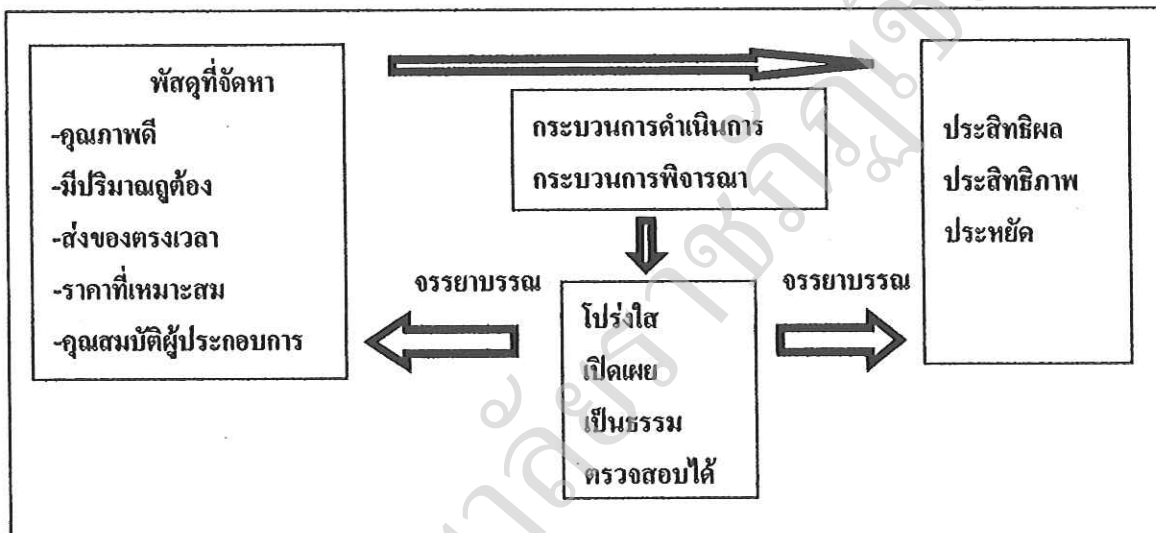 พัสดุที่จัดหา
-คุณภาพดี
-มีปริมาณถูต้อง
-ส่งของตรงเวลา
-ราคาที่เหมาะสม
-คุณสมบัติผู้ประกอบการ
กระบวนการดำเนินการ
กระบวนการพิจารณา
จรรยาบรรณ
โปร่งใส
เปิดเผย
เป็นธรรม
ตรวจสอบได้
จรรยาบรรณ
ประสิทธิผล
ประสิทธิภาพ
ประหยัด